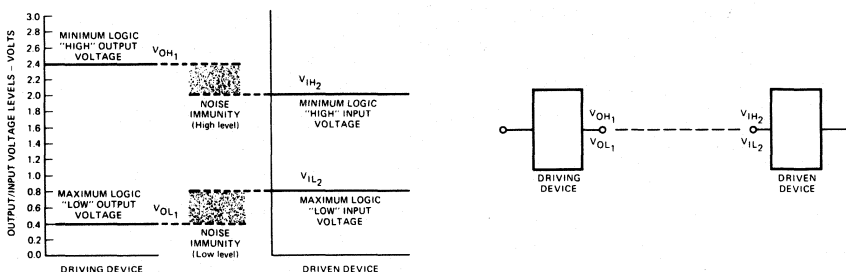 OUTPUT/INPUT VOLTAGE LEVELS – VOLTS
3.0
2.8
2.6
2.4
2.2
2.0
1.8
1.6
1.4
1.2
1.0
0.8
0.6
0.4
0.2
0.0
MINIMUM LOGIC
"HIGH" OUTPUT
VOLTAGE
VOH1
NOISE
IMMUNITY
(High level)
VIH2
MINIMUM LOGIC
"HIGH" INPUT
VOLTAGE
MAXIMUM LOGIC
"LOW" OUTPUT
VOLTAGE
VOL1
NOISE
IMMUNITY
(Low level)
VIL2
MAXIMUM LOGIC
"LOW" INPUT
VOLTAGE
DRIVING DEVICE
DRIVEN DEVICE
VOH1
VOL1
DRIVING
DEVICE
VIH2
VIL2
DRIVEN
DEVICE